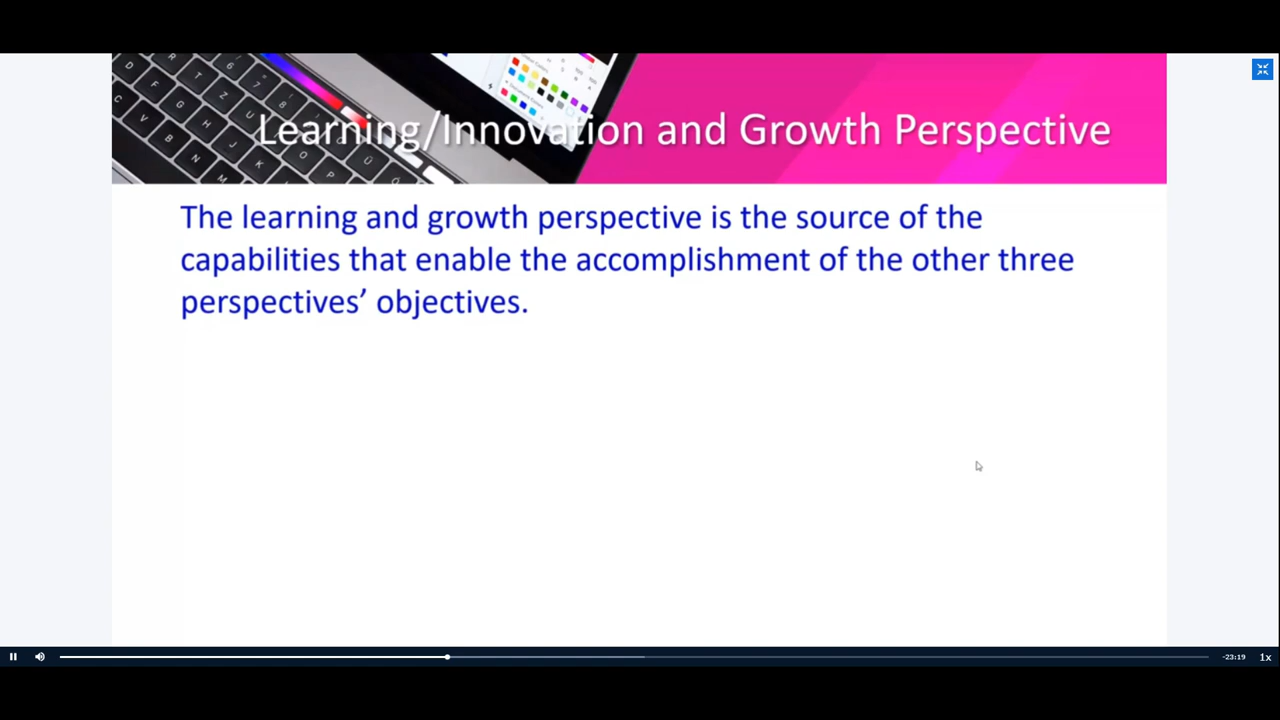 Learning/Innovation and Growth Perspective
The learning and growth perspective is the source of the
capabilities that enable the accomplishment of the other three
perspectives’ objectives.
-23:19 1x